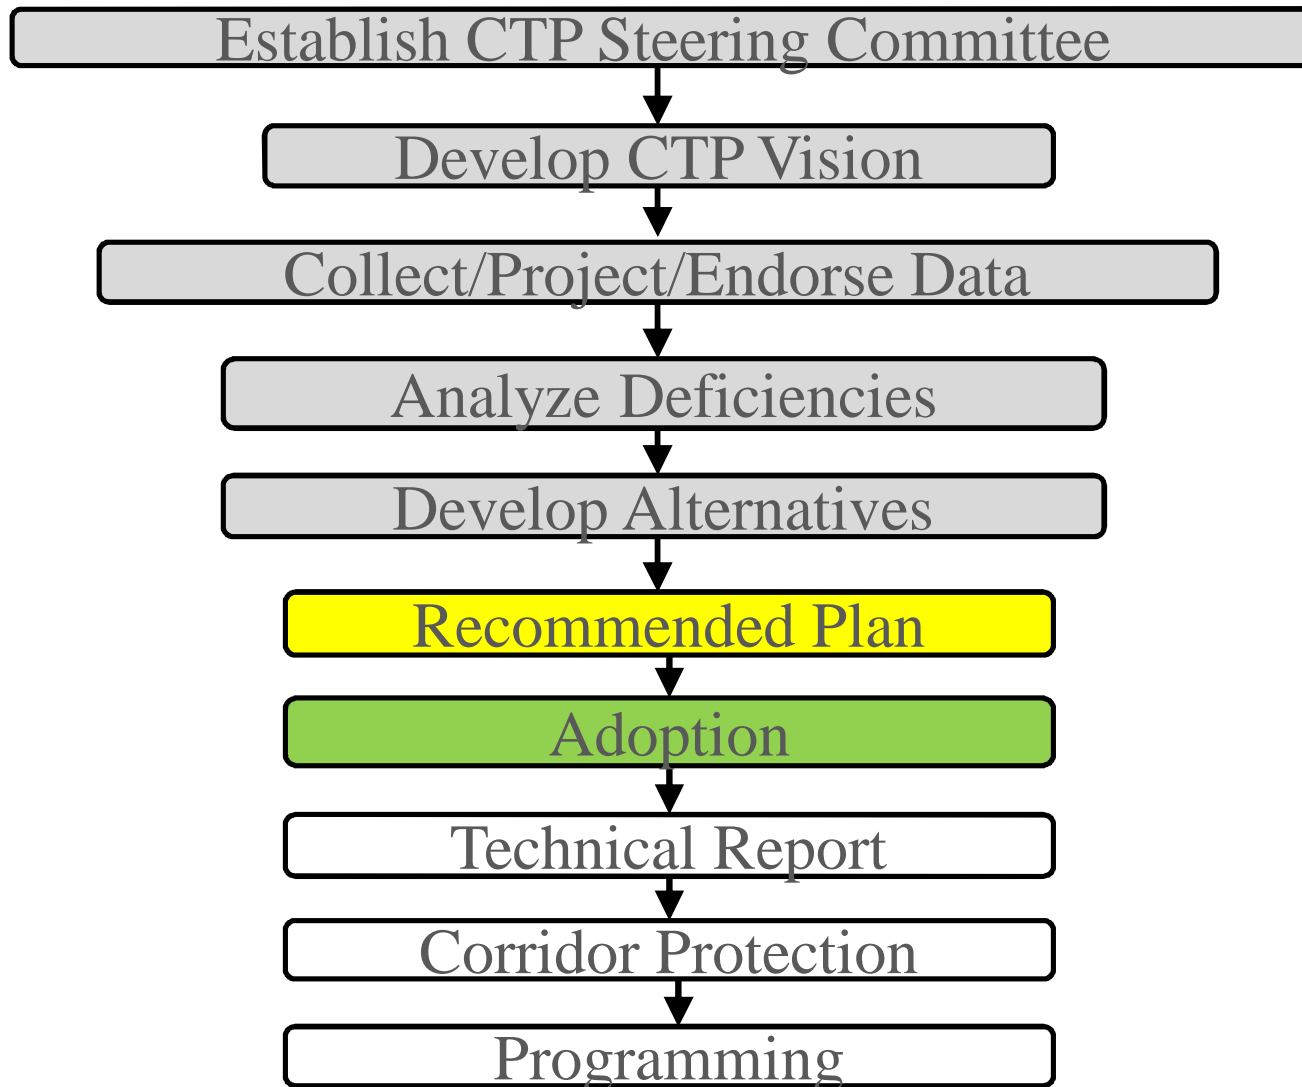 Establish CTP Steering Committee
Develop CTP Vision
Collect/Project/Endorse Data
Analyze Deficiencies
Develop Alternatives
Recommended Plan
Adoption
Technical Report
Corridor Protection
Programming